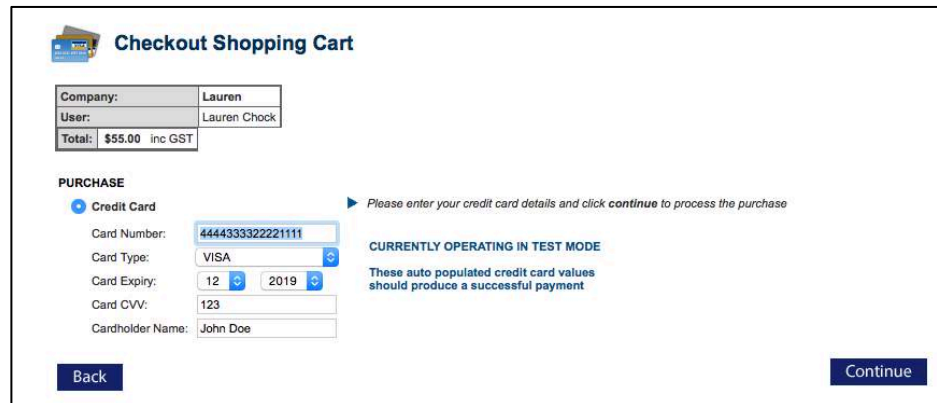 Checkout Shopping Cart
Company: Lauren
User: Lauren Chock
Total: $55.00 inc GST
PURCHASE
Credit Card
Please enter your credit card details and click continue to process the purchase
Card Number: 4444333322221111
CURRENTLY OPERATING IN TEST MODE
Card Type: VISA
These auto populated credit card values
should produce a successful payment
Card Expiry: 12 2019
Card CVV: 123
Cardholder Name: John Doe
Back
Continue